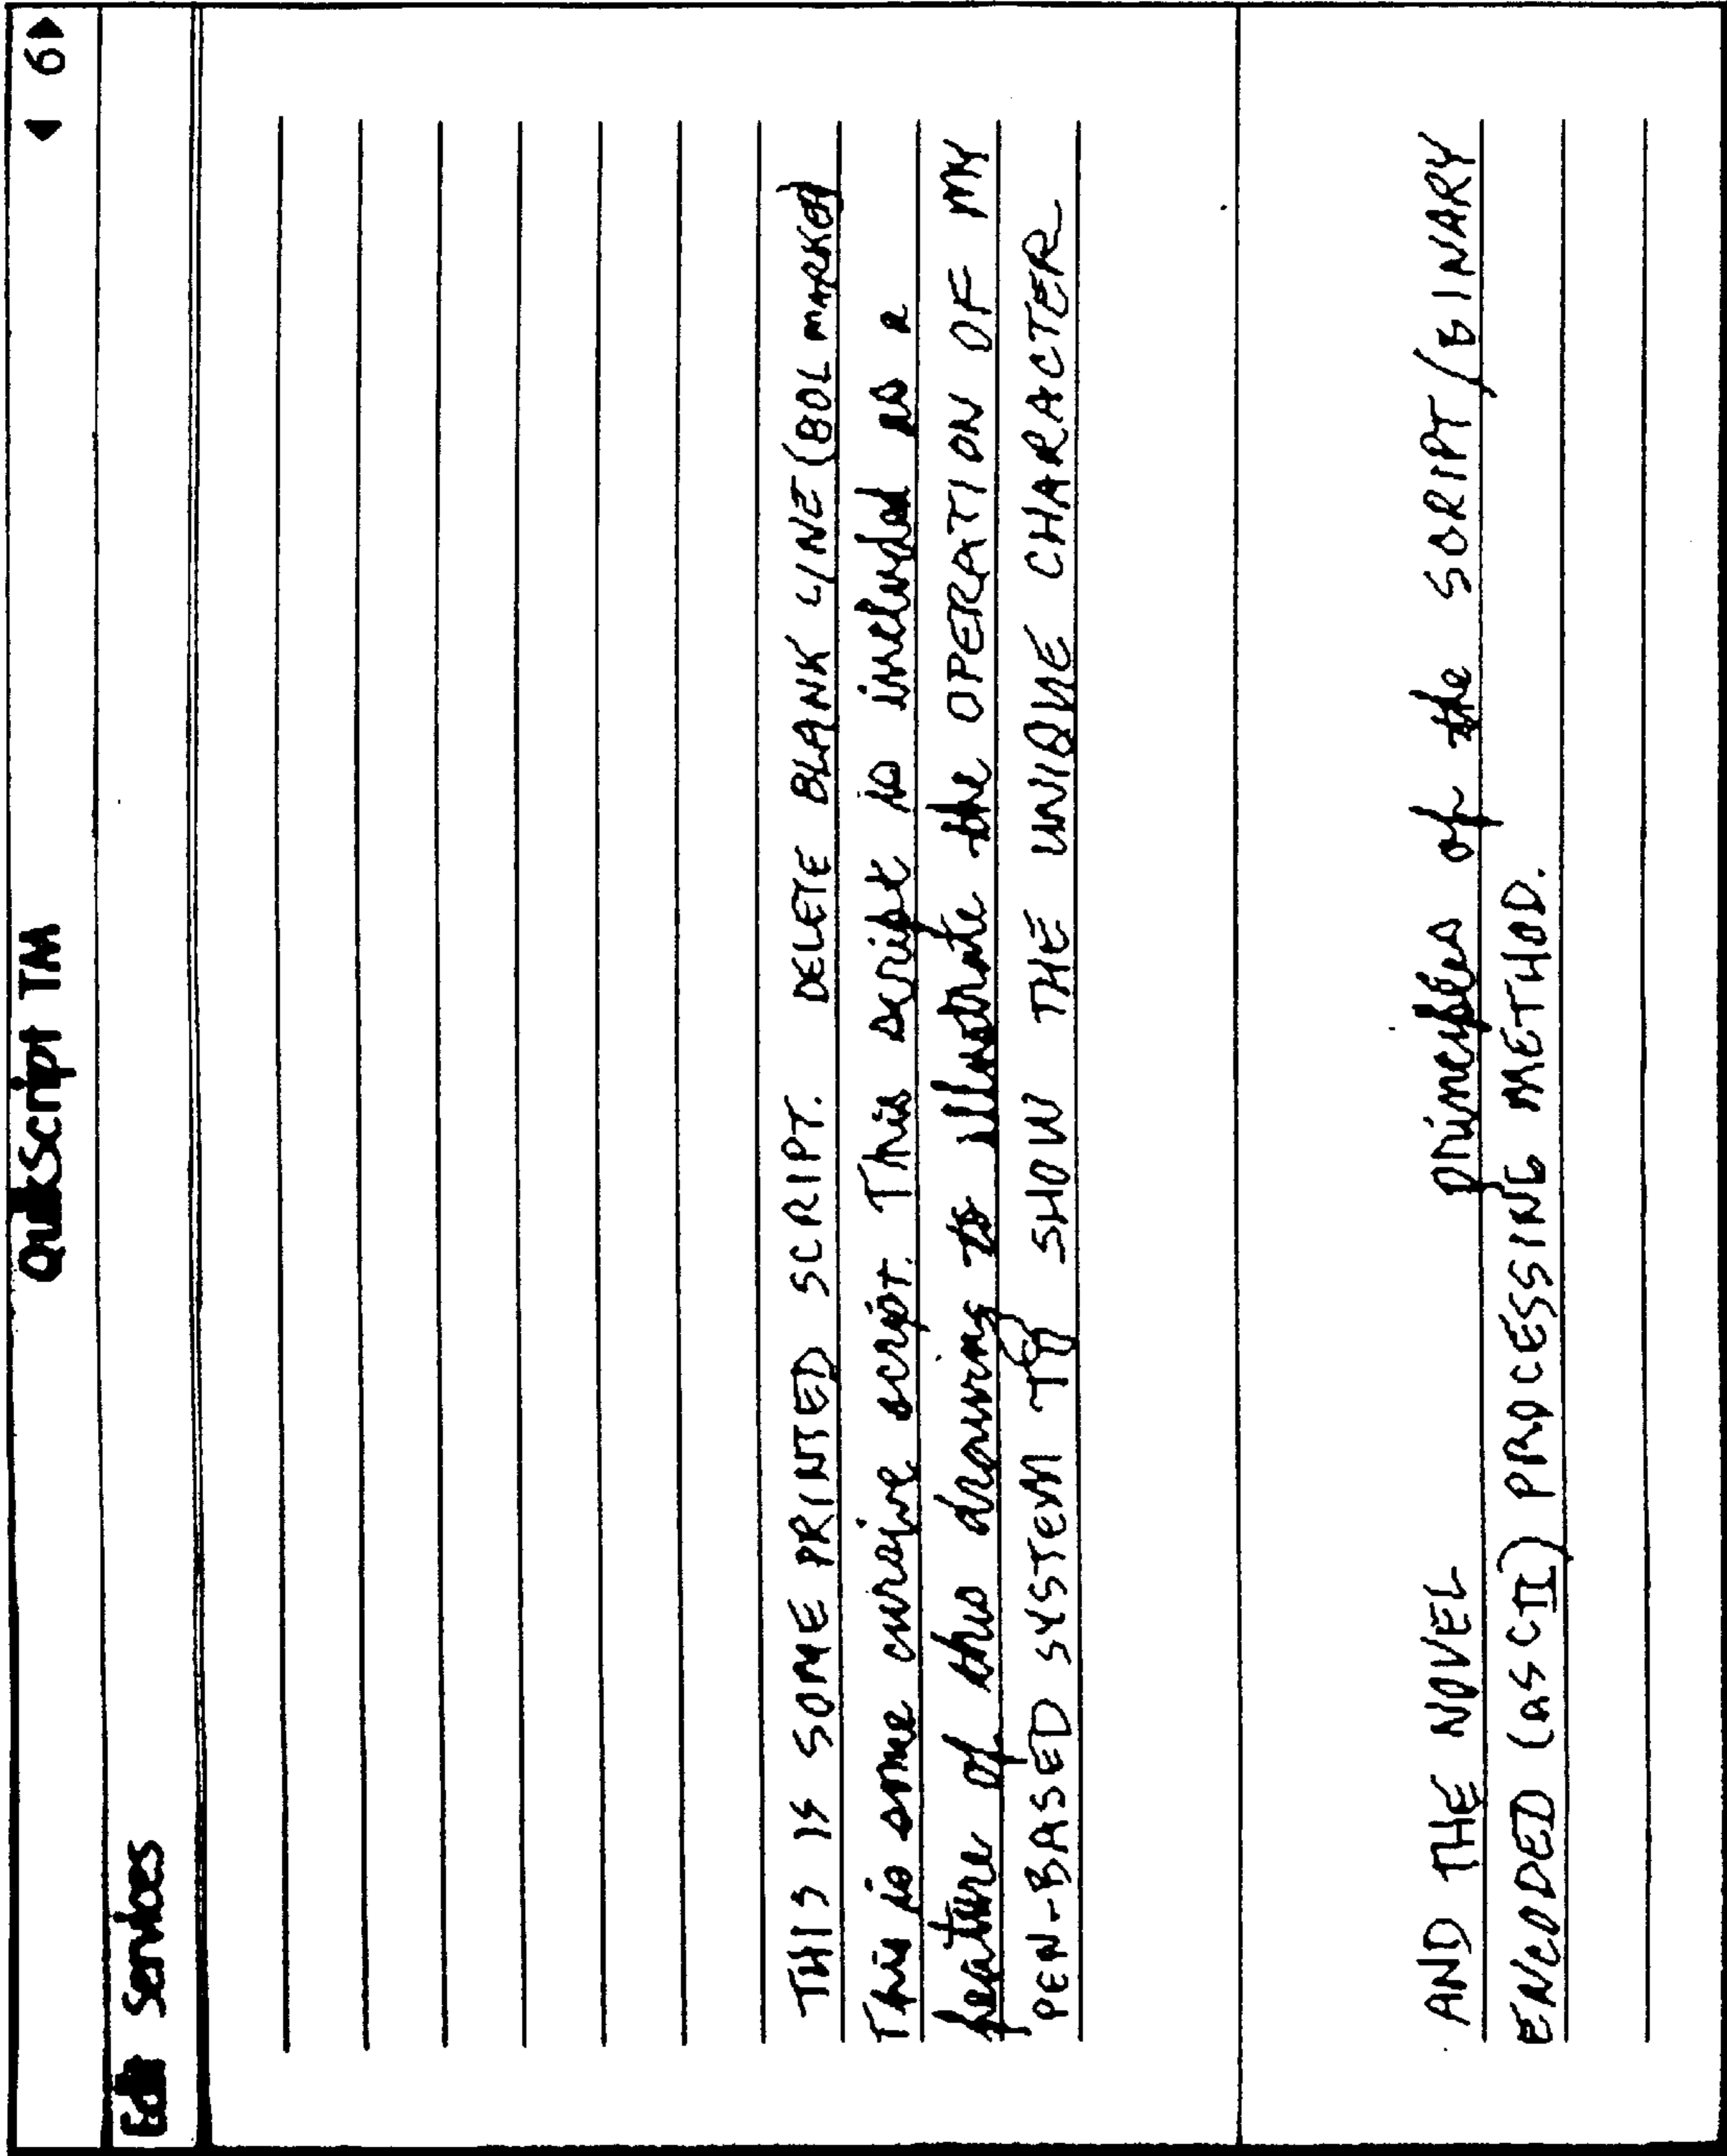 QuikScript TM
◀ 6 ▶
Edit Services
THIS IS SOME PRINTED SCRIPT. DELETE BLANK LINE (BOL MARKER)
This is some cursive script. This script is included as a
feature of this drawing to illustrate the OPERATION OF MY
PEN-BASED SYSTEM TO SHOW THE UNIQUE CHARACTER
AND THE NOVEL principles of the SCRIPT/BINARY
ENCODED (ASCII) PROCESSING METHOD.